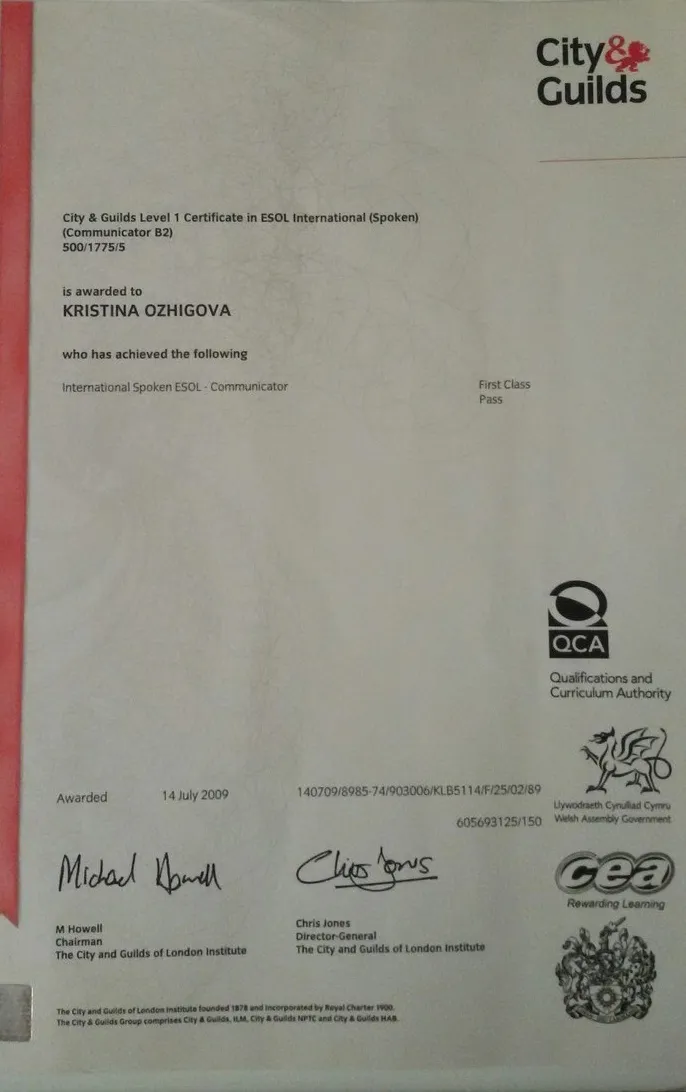 City&
Guilds
City & Guilds Level 1 Certificate in ESOL International (Spoken)
(Communicator B2)
500/1775/5
is awarded to
KRISTINA OZHIGOVA
who has achieved the following
International Spoken ESOL - Communicator
First Class
Pass
QCA
Qualifications and
Curriculum Authority
Awarded 14 July 2009 140709/8985-74/903006/KLB5114/F/25/02/89
605693125/150
Llywodraeth Cynulliad Cymru
Welsh Assembly Government
Michael Howell
Chris Jones
cea
Rewarding Learning
M Howell
Chairman
The City and Guilds of London Institute
Chris Jones
Director-General
The City and Guilds of London Institute
The City and Guilds of London Institute founded 1878 and Incorporated by Royal Charter 1900.
The City & Guilds Group comprises City & Guilds, ILM, City & Guilds NPTC and City & Guilds HAB.